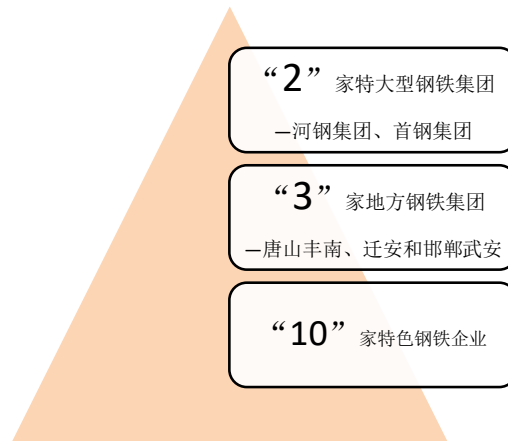 “2” 家特大型钢铁集团
—河钢集团、首钢集团
“3” 家地方钢铁集团
—唐山丰南、迁安和邯郸武安
“10” 家特色钢铁企业